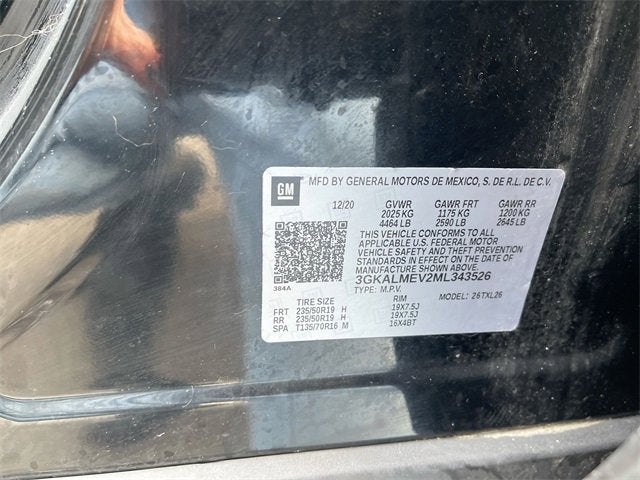 GM MFD BY GENERAL MOTORS DE MEXICO, S. DE R.L. DE C.V.
12/20 GVWR GAWR FRT GAWR RR
2025 KG 1175 KG 1200 KG
4464 LB 2590 LB 2645 LB
THIS VEHICLE CONFORMS TO ALL
APPLICABLE U.S. FEDERAL MOTOR
VEHICLE SAFETY AND THEFT PREVENTION
STANDARDS IN EFFECT ON THE DATE OF
MANUFACTURE SHOWN ABOVE.
3GKALMEV2ML343526
384A TYPE: M.P.V. MODEL: 26TXL26
TIRE SIZE RIM
FRT 235/50R19 H 19X7.5J
RR 235/50R19 H 19X7.5J
SPA T135/70R16 M 16X4BT